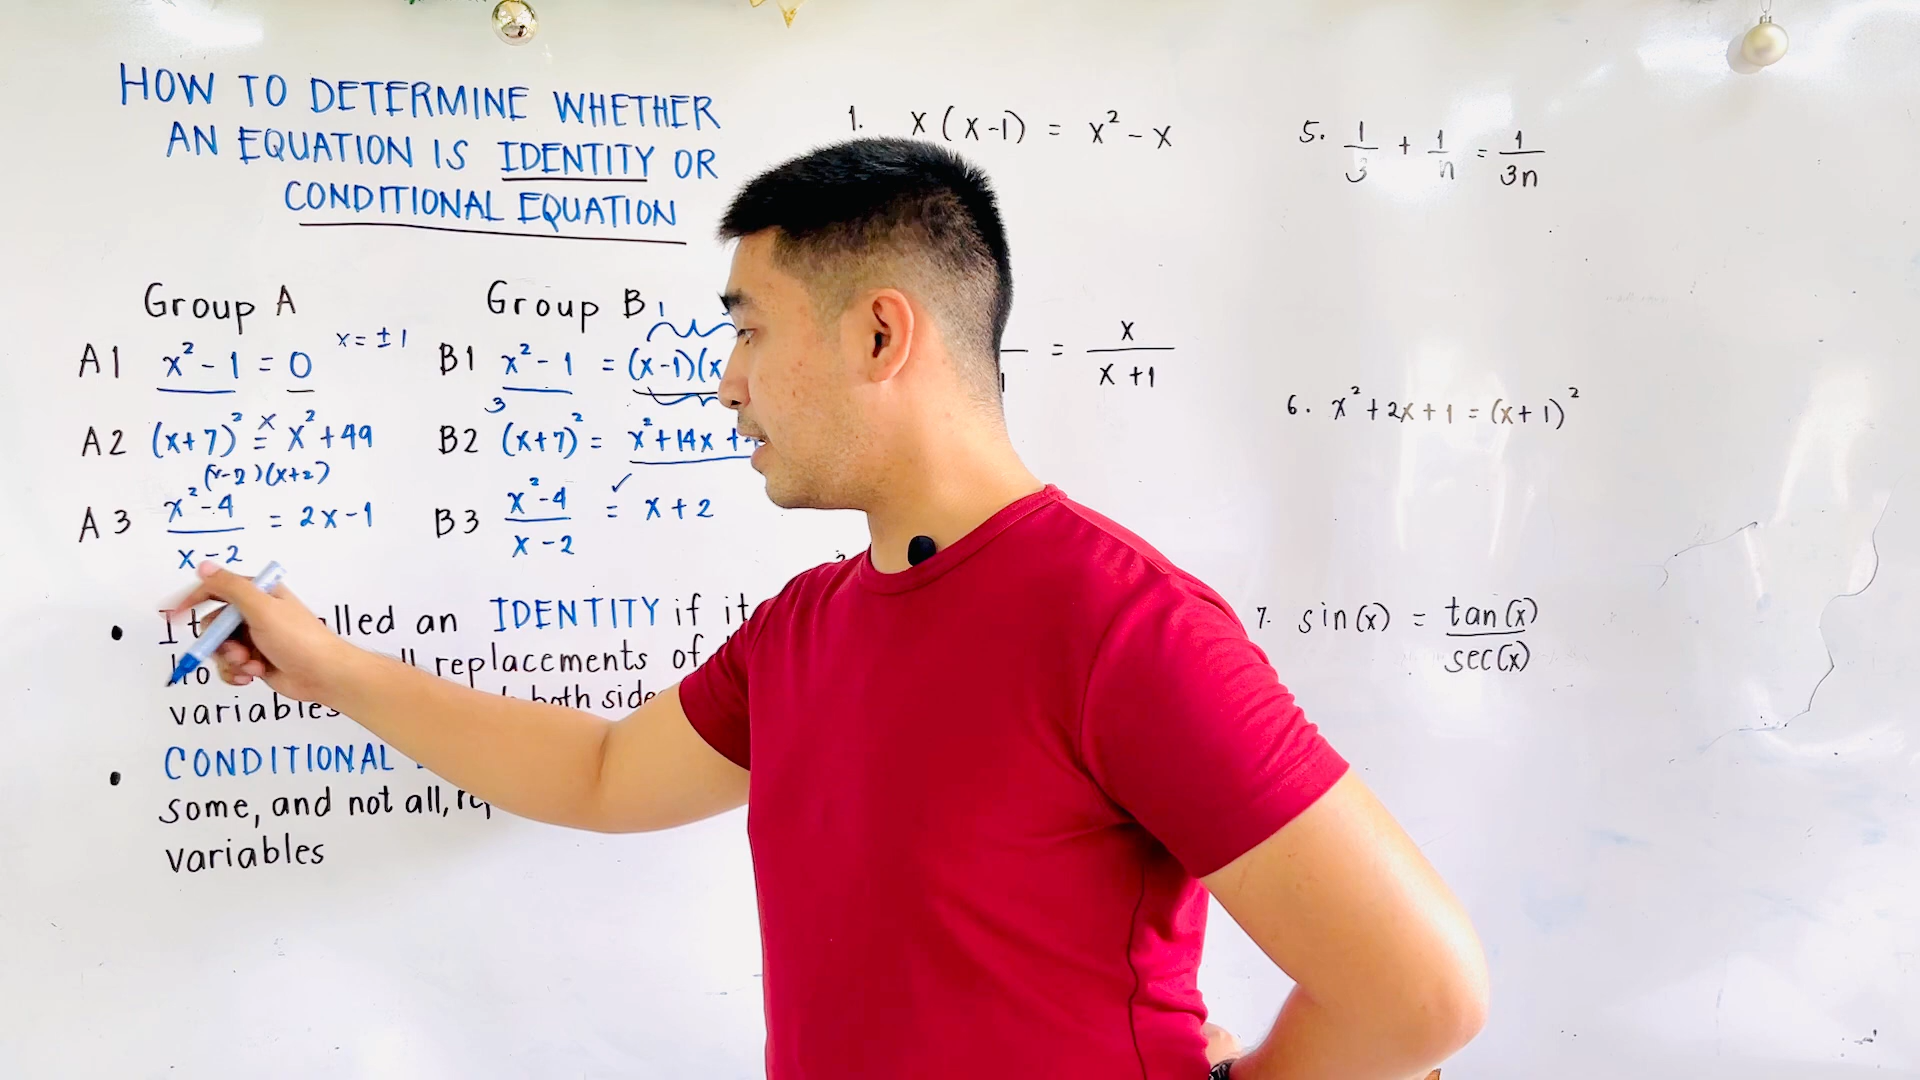 HOW TO DETERMINE WHETHER
AN EQUATION IS IDENTITY OR
CONDITIONAL EQUATION
Group A
A1 x² - 1 = 0 x = ± 1
A2 (x+7)² = x² + 49
x
(x-2)(x+2)
A3 x² - 4 / x - 2 = 2x - 1
Group B
1
B1 x² - 1 = (x-1)(x
3
B2 (x+7)² = x² + 14x +
B3 x² - 4 / x - 2 = x + 2
✓
• It called an IDENTITY if it
replacements of
variables both side
• CONDITIONAL
some, and not all,
variables
1. x(x-1) = x² - x
= x / x + 1
5. 1/3 + 1/n = 1/3n
6. x² + 2x + 1 = (x+1)²
7. sin(x) = tan(x) / sec(x)